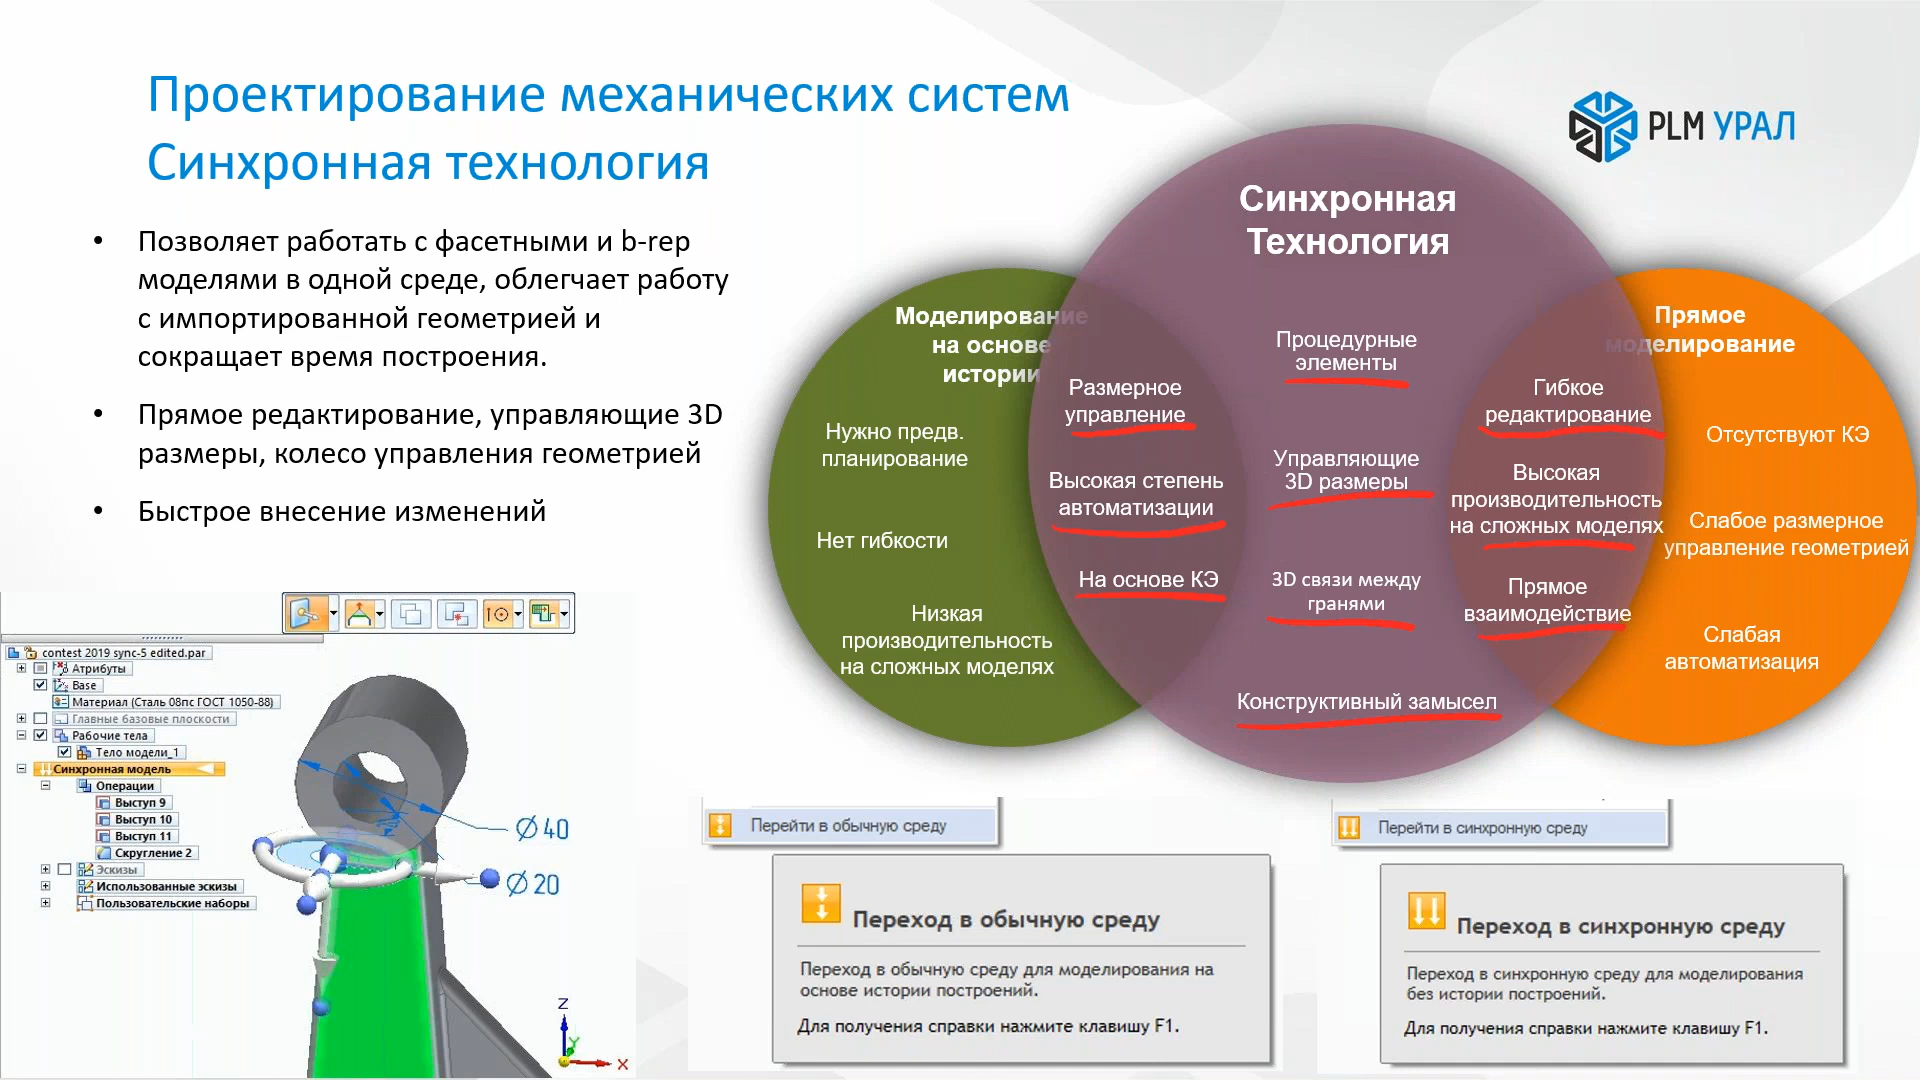 Проектирование механических систем
Синхронная технология
PLM УРАЛ
• Позволяет работать с фасетными и b-rep
моделями в одной среде, облегчает работу
с импортированной геометрией и
сокращает время построения.
• Прямое редактирование, управляющие 3D
размеры, колесо управления геометрией
• Быстрое внесение изменений
Моделирование
на основе
истории
Нужно предв.
планирование
Нет гибкости
Низкая
производительность
на сложных моделях
Размерное
управление
Высокая степень
автоматизации
На основе КЭ
Синхронная
Технология
Процедурные
элементы
Управляющие
3D размеры
3D связи между
гранями
Конструктивный замысел
Гибкое
редактирование
Высокая
производительность
на сложных моделях
Прямое
взаимодействие
Прямое
моделирование
Отсутствуют КЭ
Слабое размерное
управление геометрией
Слабая
автоматизация
contest 2019 sync-5 edited.par
Атрибуты
Base
Материал (Сталь 08пс ГОСТ 1050-88)
Главные базовые плоскости
Рабочие тела
Тело модели_1
Синхронная модель
Операции
Выступ 9
Выступ 10
Выступ 11
Скругление 2
Эскизы
Использованные эскизы
Пользовательские наборы
Ø 40
Ø 20
Z
Y
X
Перейти в обычную среду
Переход в обычную среду
Переход в обычную среду для моделирования на
основе истории построений.
Для получения справки нажмите клавишу F1.
Перейти в синхронную среду
Переход в синхронную среду
Переход в синхронную среду для моделирования
без истории построений.
Для получения справки нажмите клавишу F1.